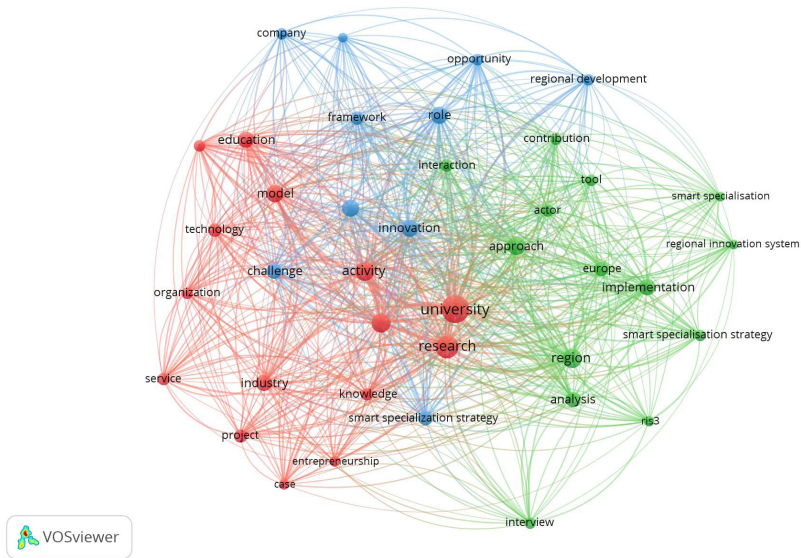 company
opportunity
regional development
framework
role
education
contribution
interaction
tool
model
smart specialisation
actor
technology
innovation
regional innovation system
approach
challenge
activity
europe
organization
implementation
university
smart specialisation strategy
research
region
service
industry
knowledge
analysis
smart specialization strategy
ris3
project
entrepreneurship
case
interview
VOSviewer